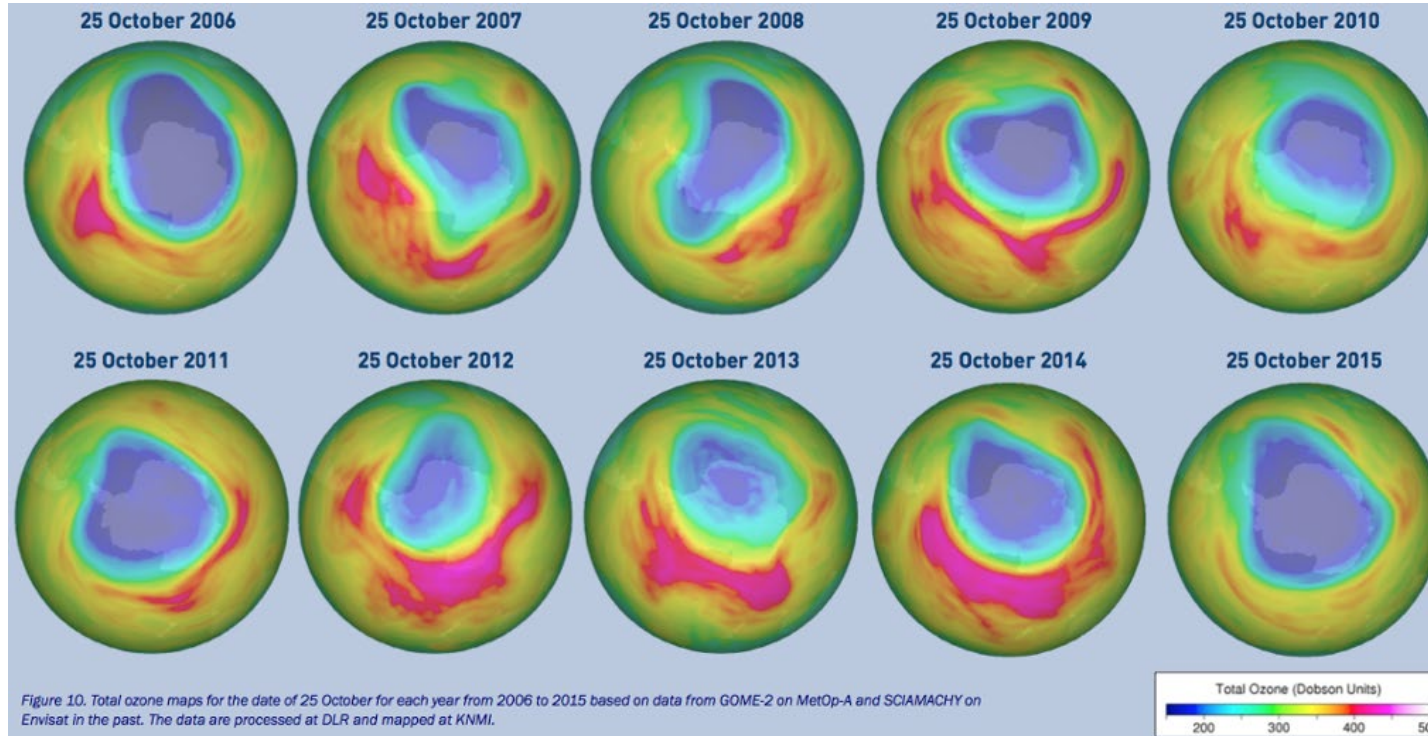 25 October 2006
25 October 2007
25 October 2008
25 October 2009
25 October 2010
25 October 2011
25 October 2012
25 October 2013
25 October 2014
25 October 2015
Figure 10. Total ozone maps for the date of 25 October for each year from 2006 to 2015 based on data from GOME-2 on MetOp-A and SCIAMACHY on
Envisat in the past. The data are processed at DLR and mapped at KNMI.
Total Ozone (Dobson Units)
200 300 400 50